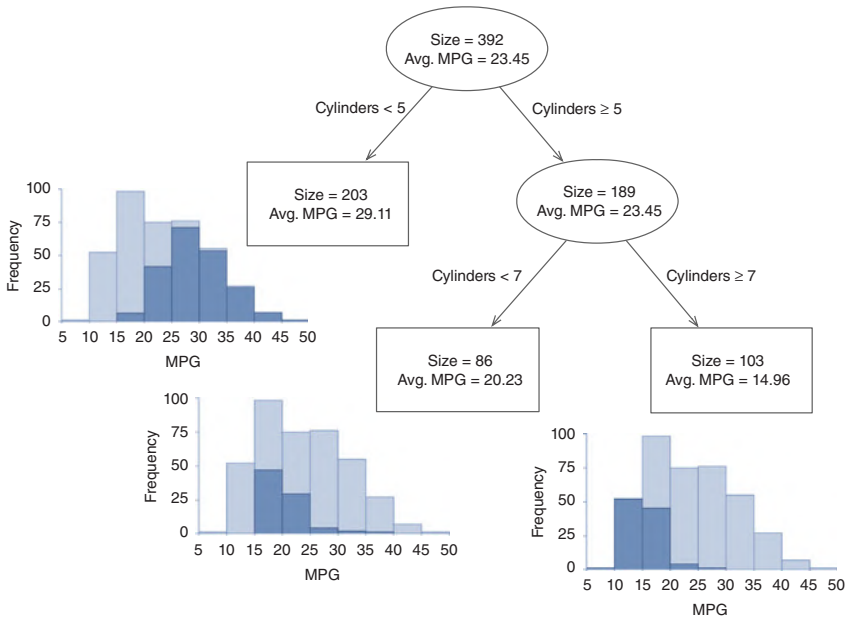 Size = 392
Avg. MPG = 23.45
Cylinders < 5
Cylinders ≥ 5
Size = 203
Avg. MPG = 29.11
Size = 189
Avg. MPG = 23.45
100
75
50
25
0
Frequency
5 10 15 20 25 30 35 40 45 50
MPG
Cylinders < 7
Cylinders ≥ 7
Size = 86
Avg. MPG = 20.23
Size = 103
Avg. MPG = 14.96
100
75
50
25
0
Frequency
5 10 15 20 25 30 35 40 45 50
MPG
100
75
50
25
0
Frequency
5 10 15 20 25 30 35 40 45 50
MPG